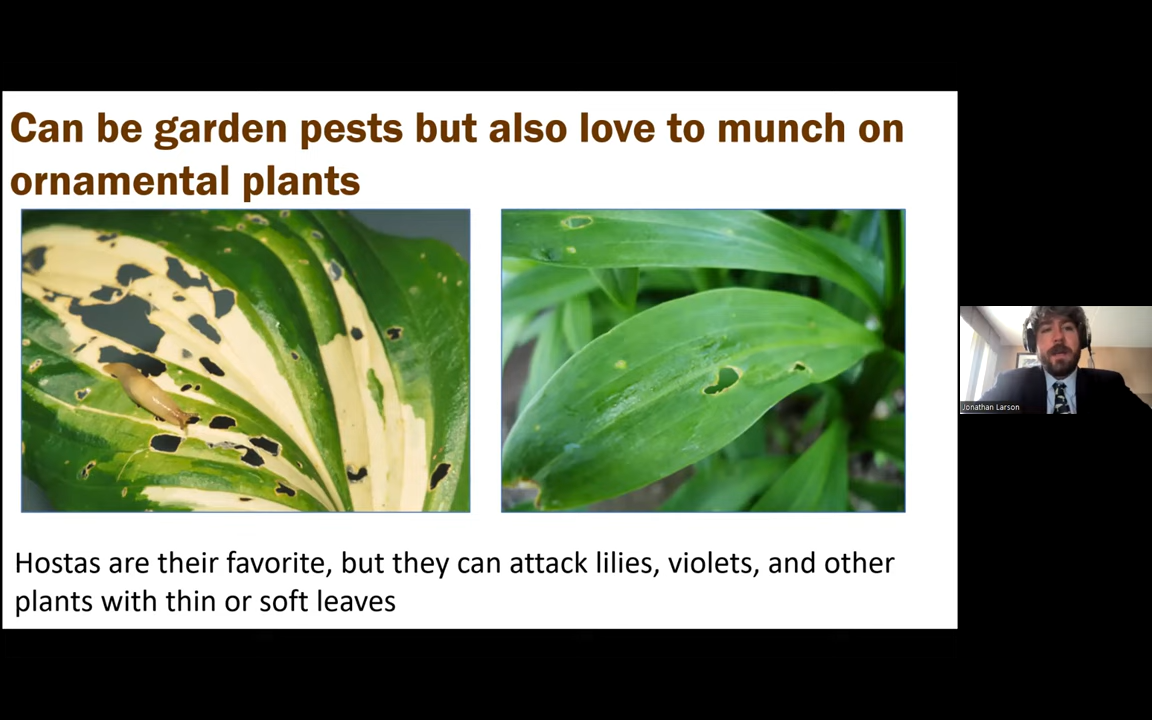 Can be garden pests but also love to munch on
ornamental plants
Hostas are their favorite, but they can attack lilies, violets, and other
plants with thin or soft leaves
Jonathan Larson